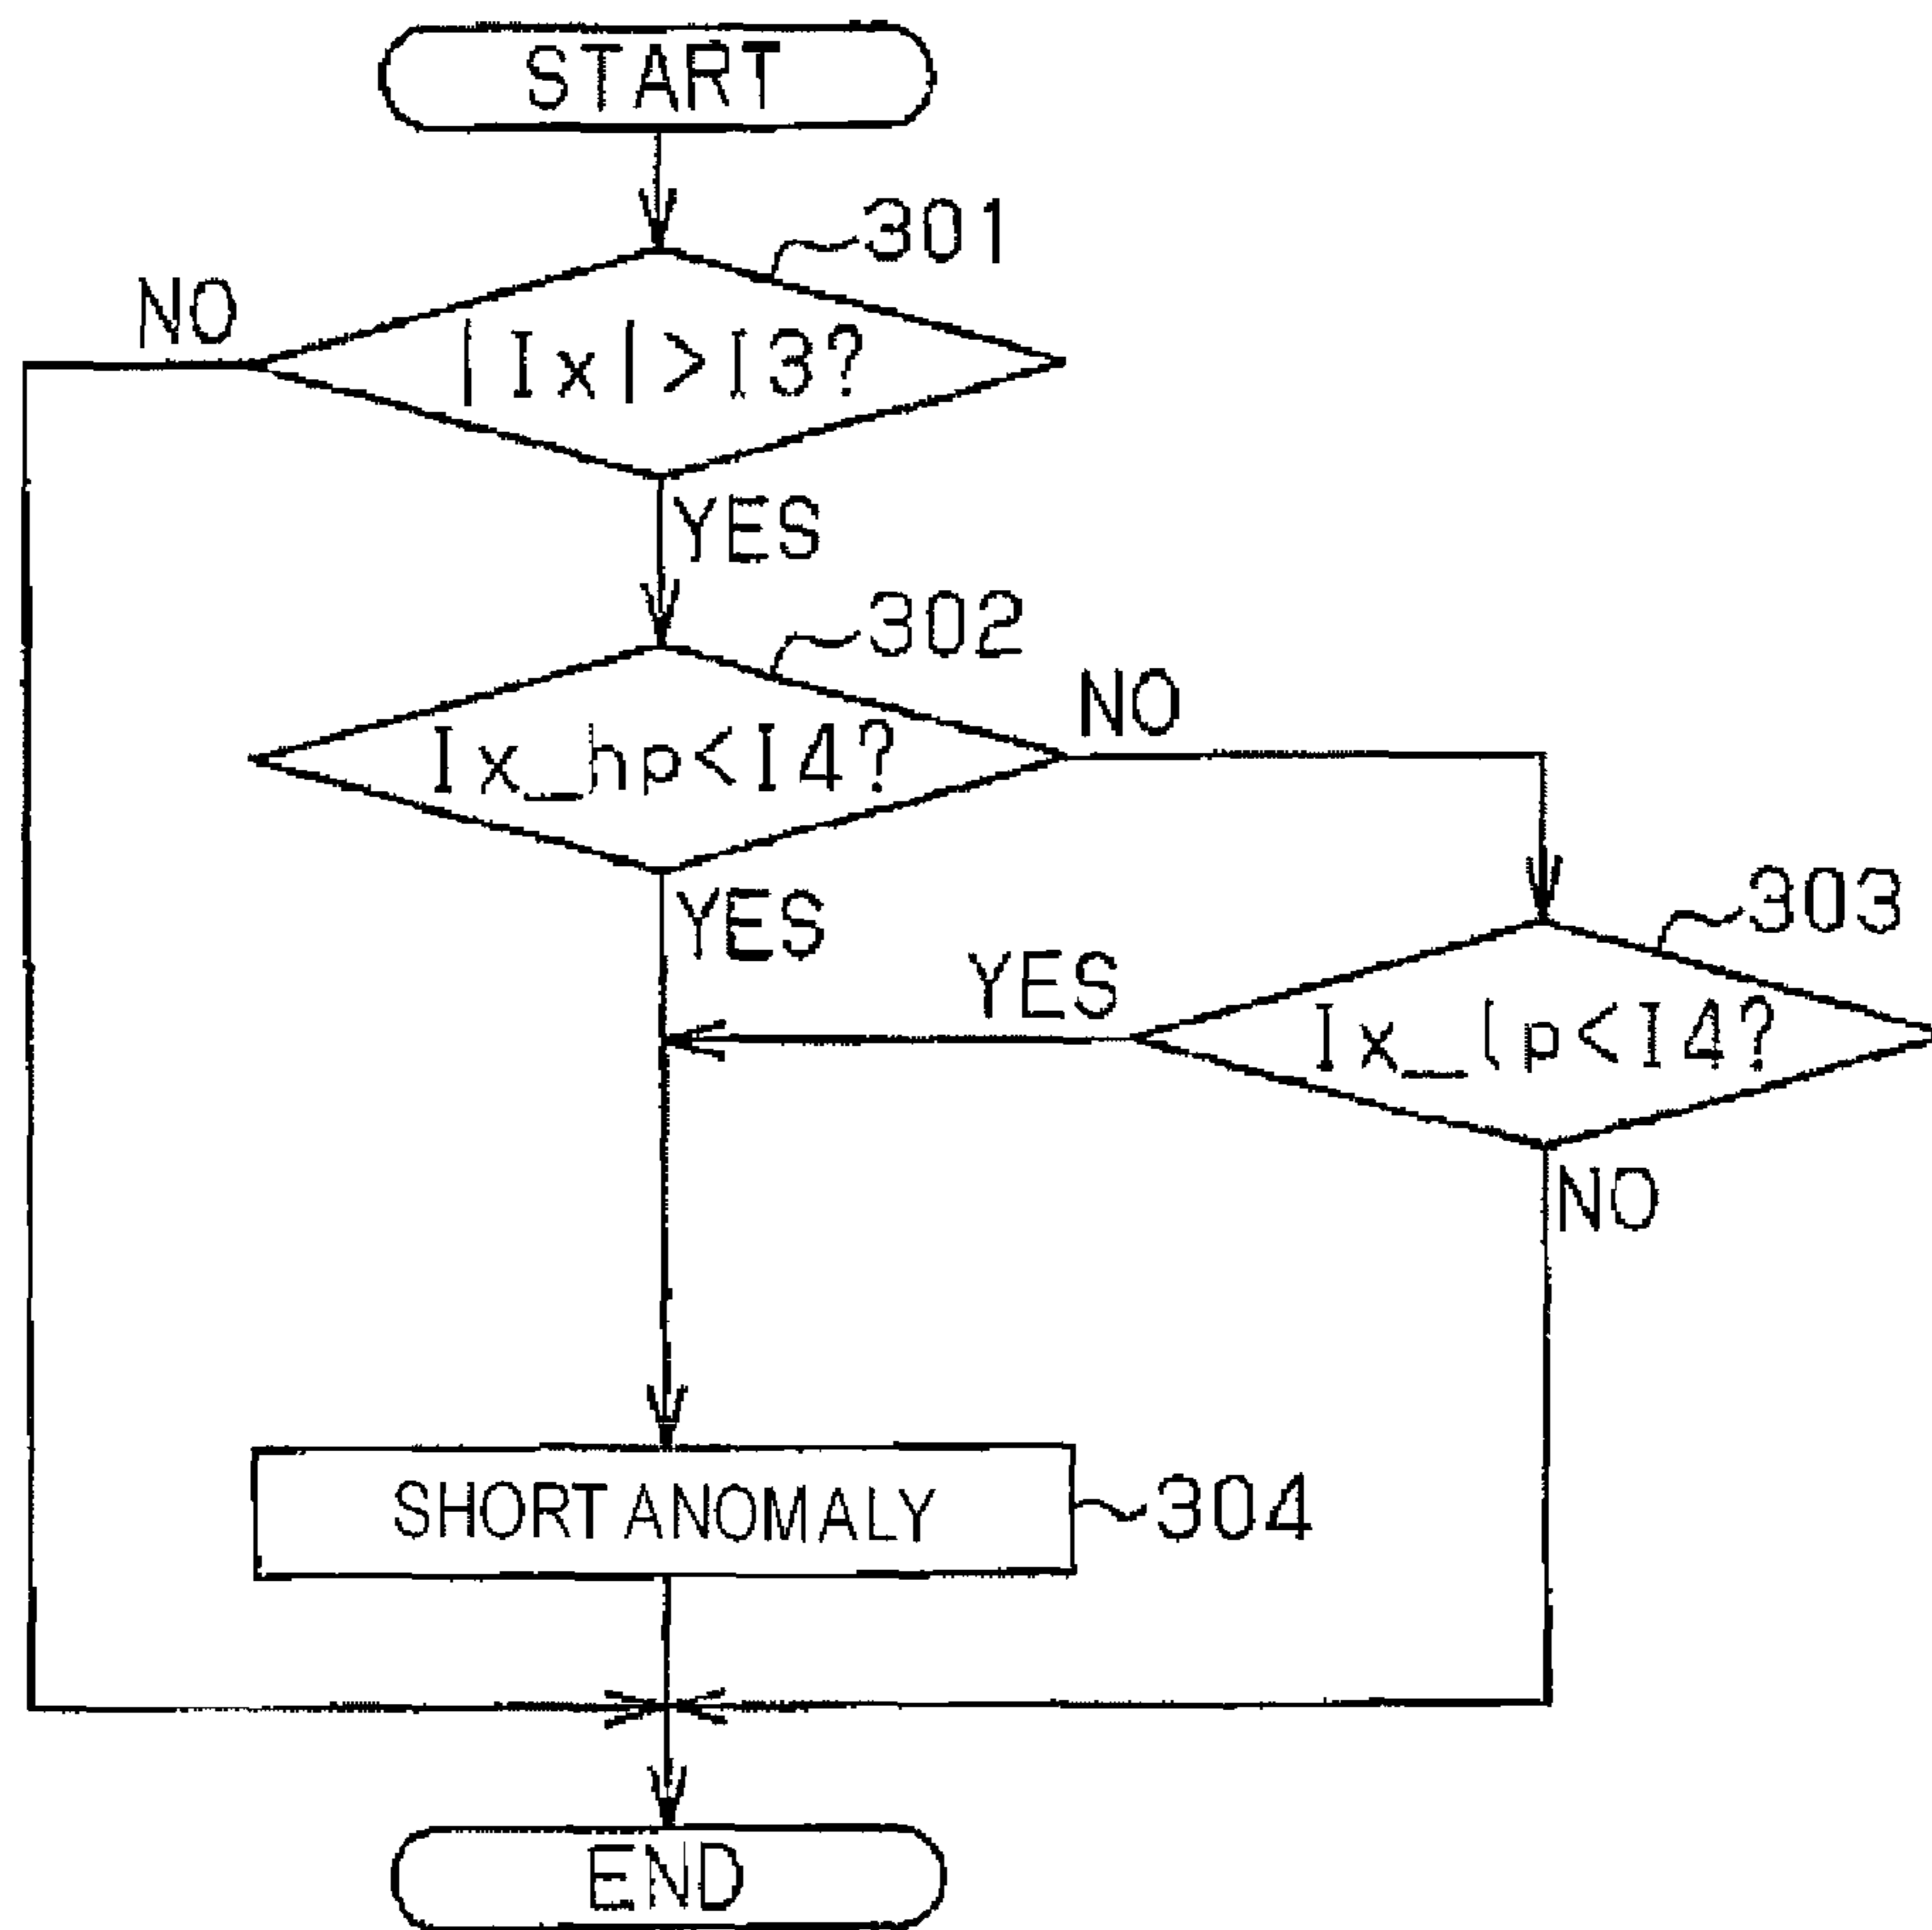 START
301
NO
|Ix|>I3?
YES
302
NO
Ix_hp<I4?
YES
303
YES
Ix_lp<I4?
NO
SHORT ANOMALY
304
END